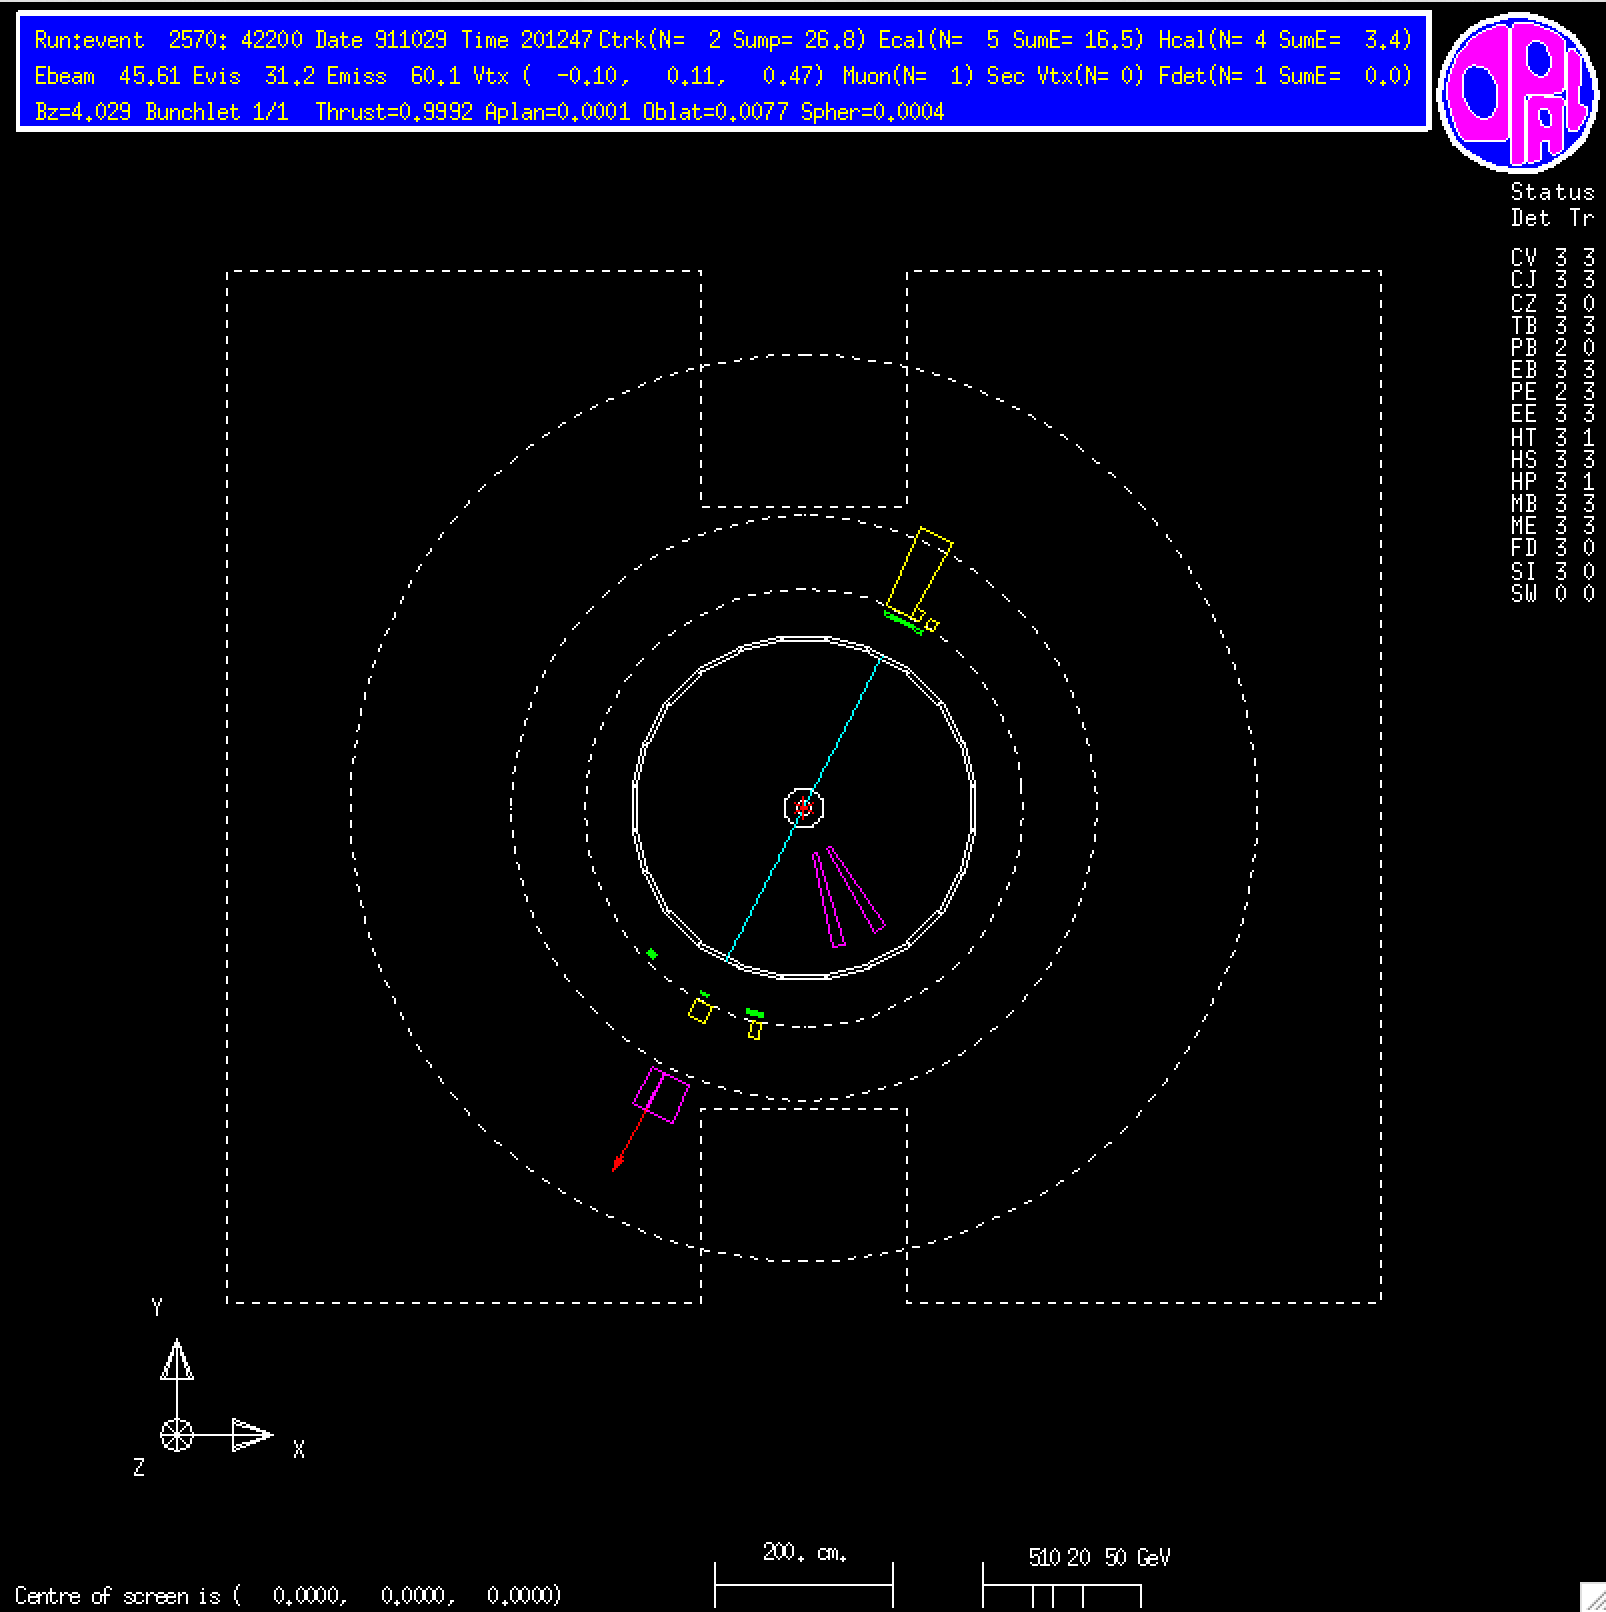 Run:event 2570: 42200 Date 911029 Time 201247 Ctrk(N= 2 Sump= 26.8) Ecal(N= 5 SumE= 16.5) Hcal(N= 4 SumE= 3.4)
Ebeam 45.61 Evis 31.2 Emiss 60.1 Vtx ( -0.10, 0.11, 0.47) Muon(N= 1) Sec Vtx(N= 0) Fdet(N= 1 SumE= 0.0)
Bz=4.029 Bunchlet 1/1 Thrust=0.9992 Aplan=0.0001 Oblat=0.0077 Spher=0.0004
OPAL
Status
Det Tr
CV 3 3
CJ 3 3
CZ 3 0
TB 3 3
PB 2 0
EB 3 3
PE 2 3
EE 3 3
HT 3 1
HS 3 3
HP 3 1
MB 3 3
ME 3 3
FD 3 0
SI 3 0
SW 0 0
Y
X
Z
200. cm.
5 10 20 50 GeV
Centre of screen is ( 0.0000, 0.0000, 0.0000)